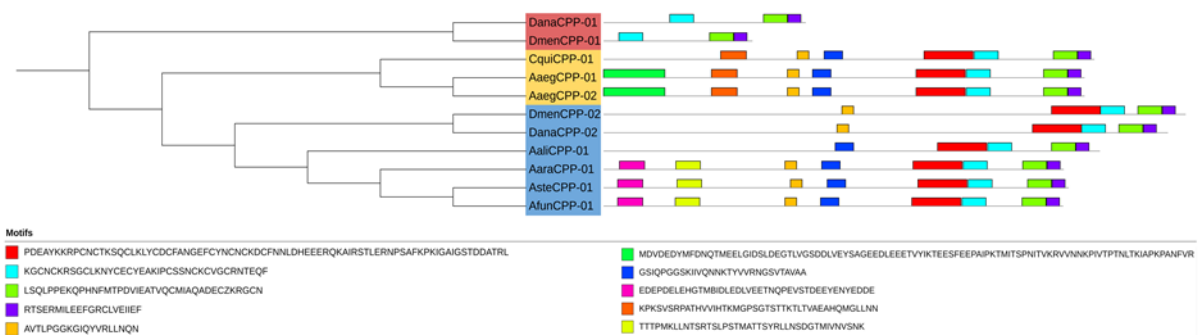 DanaCPP-01
DmenCPP-01
CquiCPP-01
AaegCPP-01
AaegCPP-02
DmenCPP-02
DanaCPP-02
AaliCPP-01
AaraCPP-01
AsteCPP-01
AfunCPP-01
Motifs
PDEAYKKRPCNCTKSQCLKLYCDCFANGEFCYNCNCKDCFNNLDHEEERQKAIRSTLERNPSAFKPKIGAIGSTDDATRL
KGCNCKRSGCLKNYCECYEAKIPCSSNCKCVGCRNTEQF
LSQLPPEKQPHNFMTPDVIEATVQCMIAQADECZKRGCN
RTSERMILEEFGRCLVEIIEF
AVTLPGGKGIQYVRLLNQN
MDVDEDYMFDNQTMEELGIDSLDEGTLVGSDDLVEYSAGEEDLEEETVYIKTEESFEEPAIPKTMITSPNITVKRVVNNKPIVTPTNLTKIAPKPANFVR
GSIQPGGSKIIVQNNKTYVVRNGSVTAVAA
EDEPDELEHGTMBIDLEDLVEETNQPEVSTDEEYENYEDDE
KPKSVSRPATHVVIHTKMGPSGTSTTKTLTVAEAHQMGLLNN
TTTPMKLLNTSRTSLPSTMATTSYRLLNSDGTMIVNVSNK